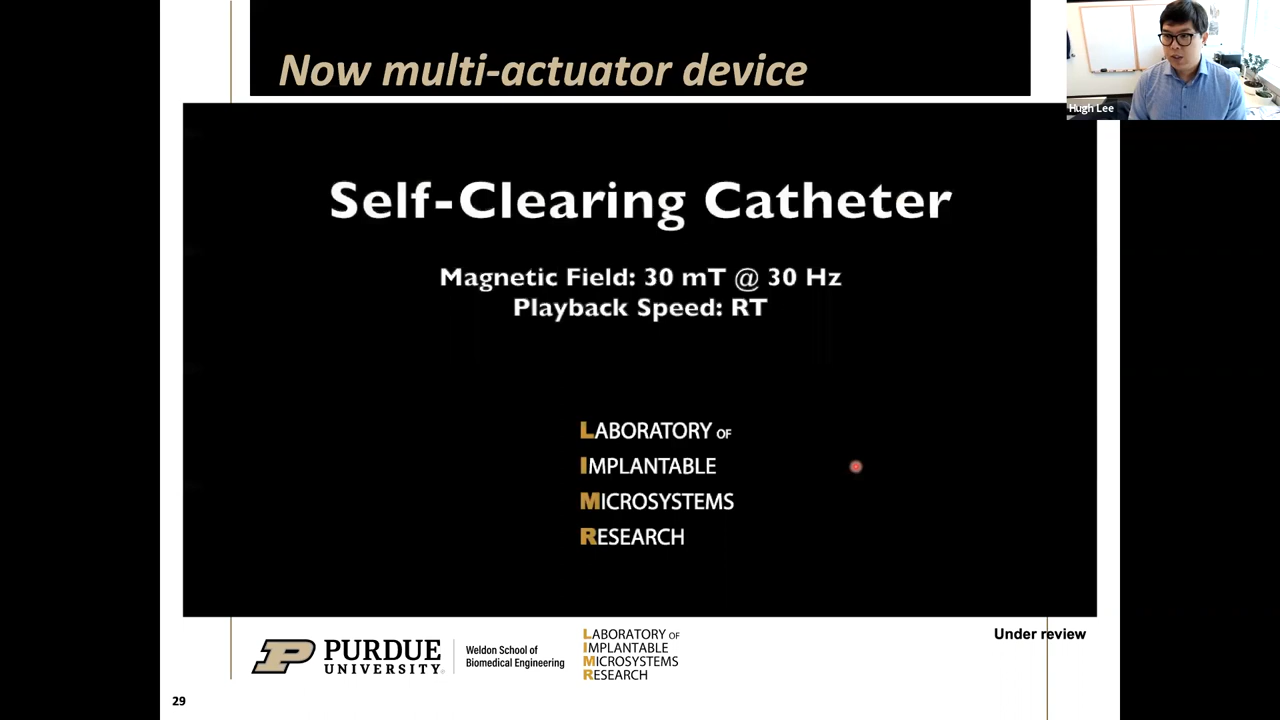 Now multi-actuator device
Hugh Lee
Self-Clearing Catheter
Magnetic Field: 30 mT @ 30 Hz
Playback Speed: RT
LABORATORY OF
IMPLANTABLE
MICROSYSTEMS
RESEARCH
Under review
P PURDUE
UNIVERSITY
Weldon School of
Biomedical Engineering
LABORATORY OF
IMPLANTABLE
MICROSYSTEMS
RESEARCH
29